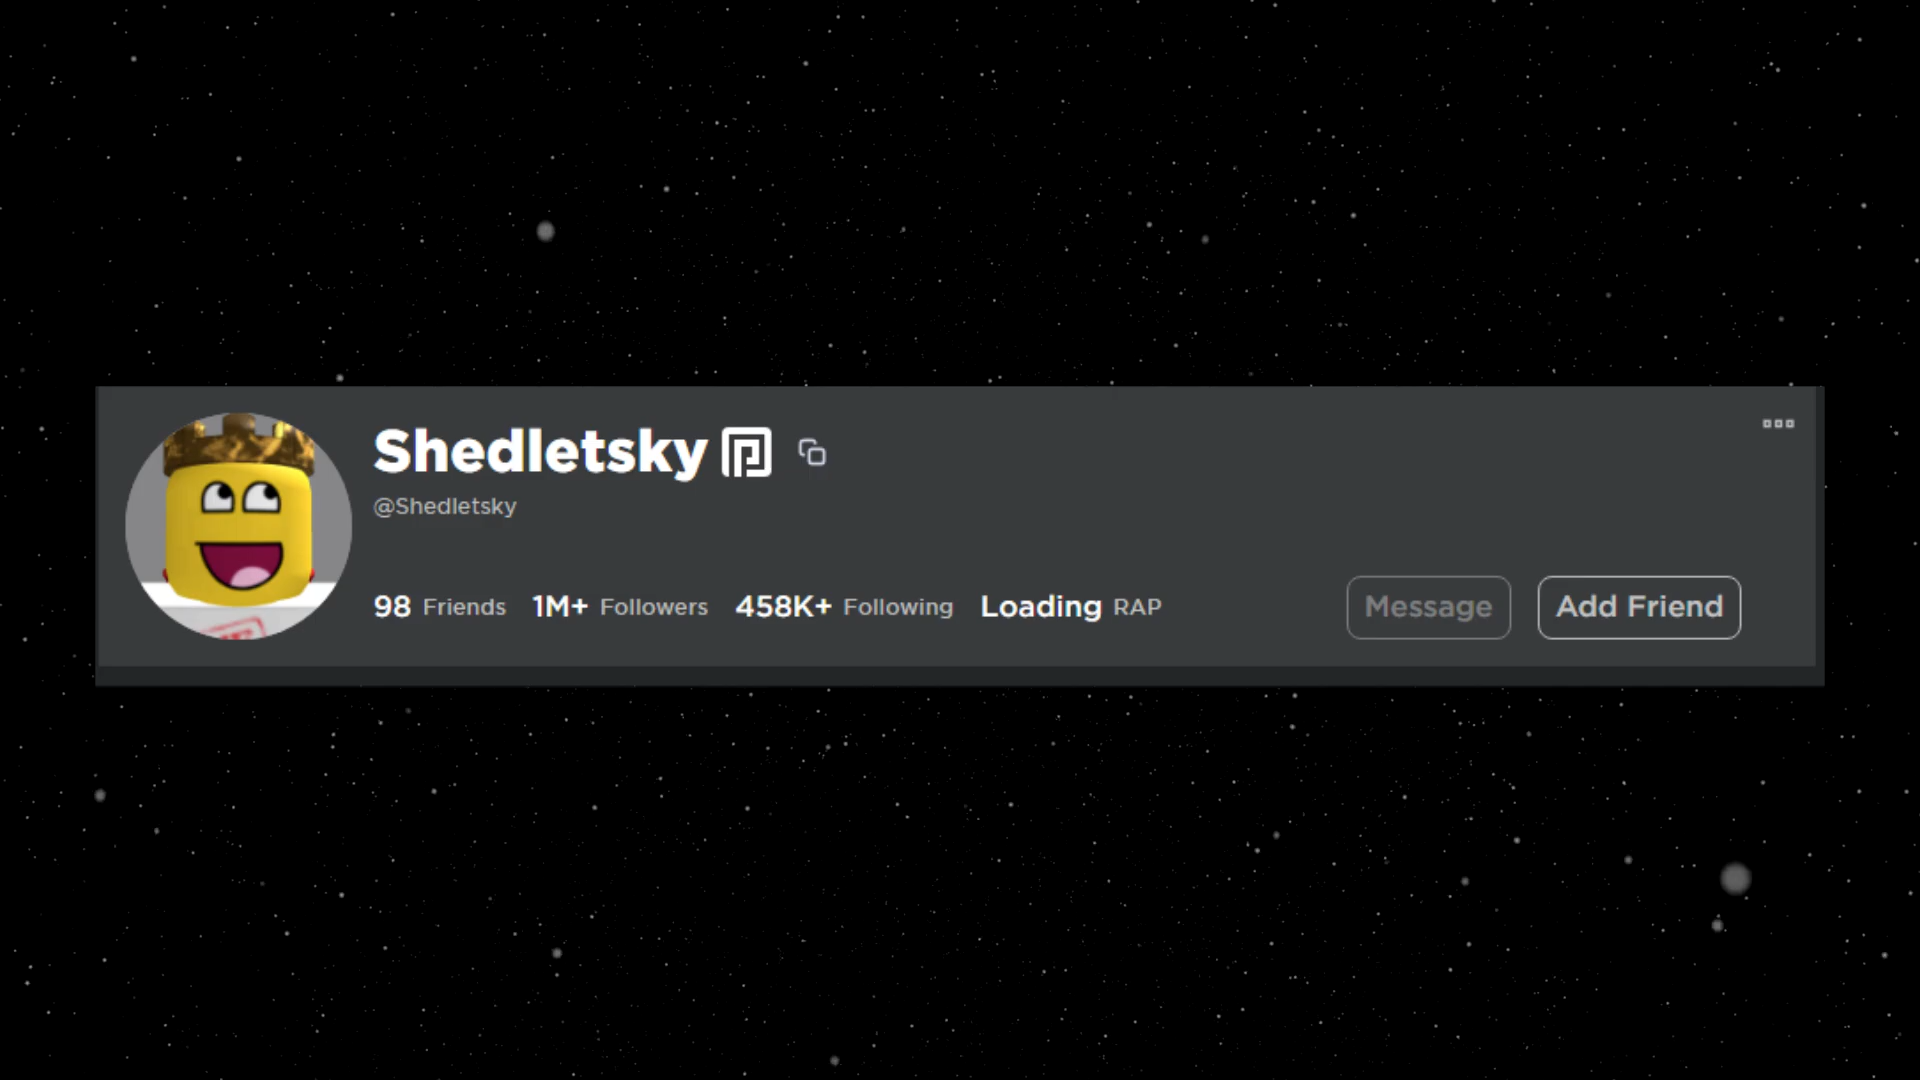 Shedletsky
@Shedletsky
98 Friends 1M+ Followers 458K+ Following Loading RAP Message Add Friend